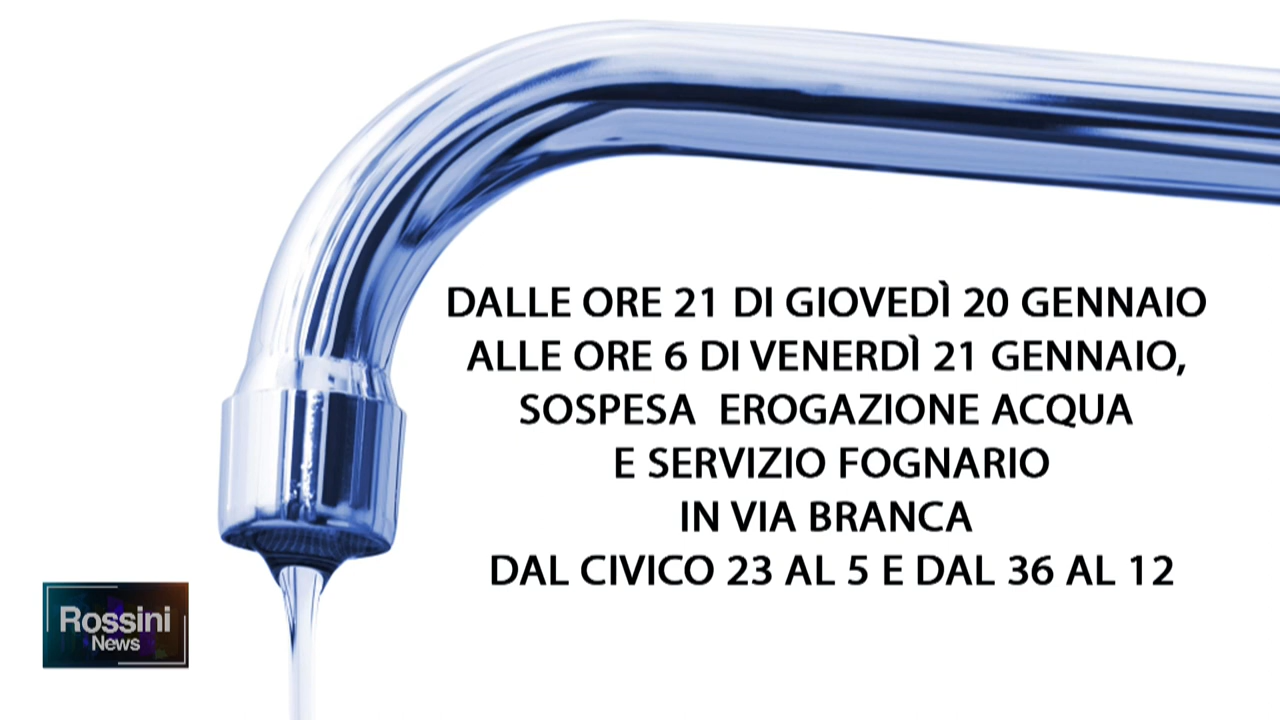 DALLE ORE 21 DI GIOVEDÌ 20 GENNAIO
ALLE ORE 6 DI VENERDÌ 21 GENNAIO,
SOSPESA EROGAZIONE ACQUA
E SERVIZIO FOGNARIO
IN VIA BRANCA
DAL CIVICO 23 AL 5 E DAL 36 AL 12
Rossini
News